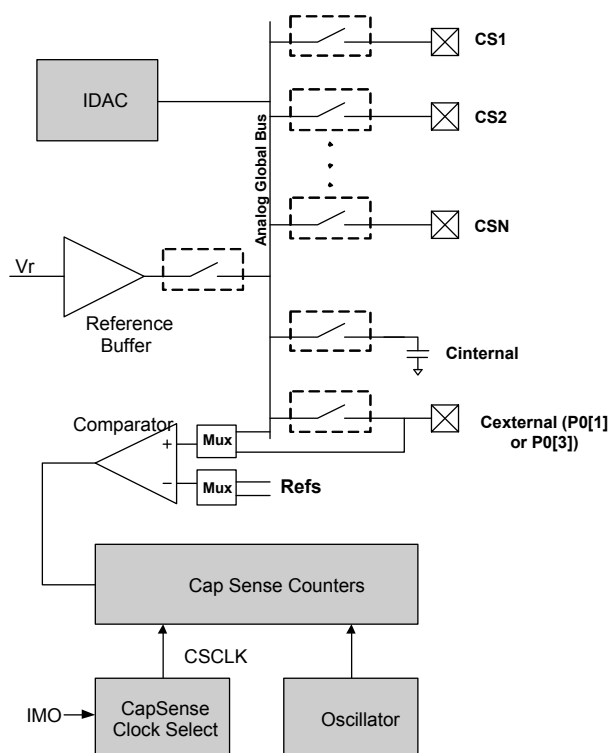 CS1
IDAC
CS2
Analog Global Bus
CSN
Vr
Reference
Buffer
Cinternal
Comparator
Cexternal (P0[1]
or P0[3])
+
Mux
−
Mux
Refs
Cap Sense Counters
CSCLK
IMO
CapSense
Clock Select
Oscillator